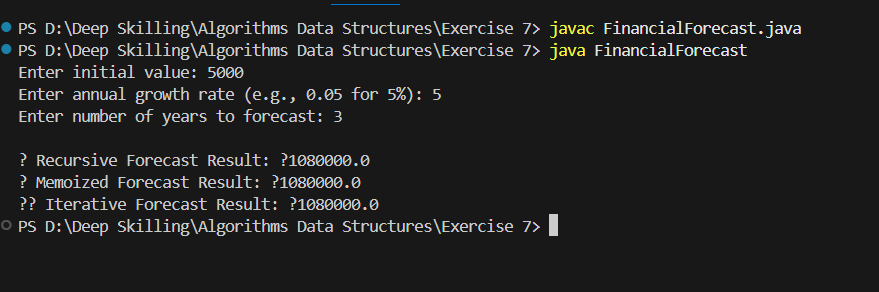 PS D:\Deep Skilling\Algorithms Data Structures\Exercise 7> javac FinancialForecast.java
PS D:\Deep Skilling\Algorithms Data Structures\Exercise 7> java FinancialForecast
Enter initial value: 5000
Enter annual growth rate (e.g., 0.05 for 5%): 5
Enter number of years to forecast: 3
? Recursive Forecast Result: ?1080000.0
? Memoized Forecast Result: ?1080000.0
?? Iterative Forecast Result: ?1080000.0
PS D:\Deep Skilling\Algorithms Data Structures\Exercise 7>